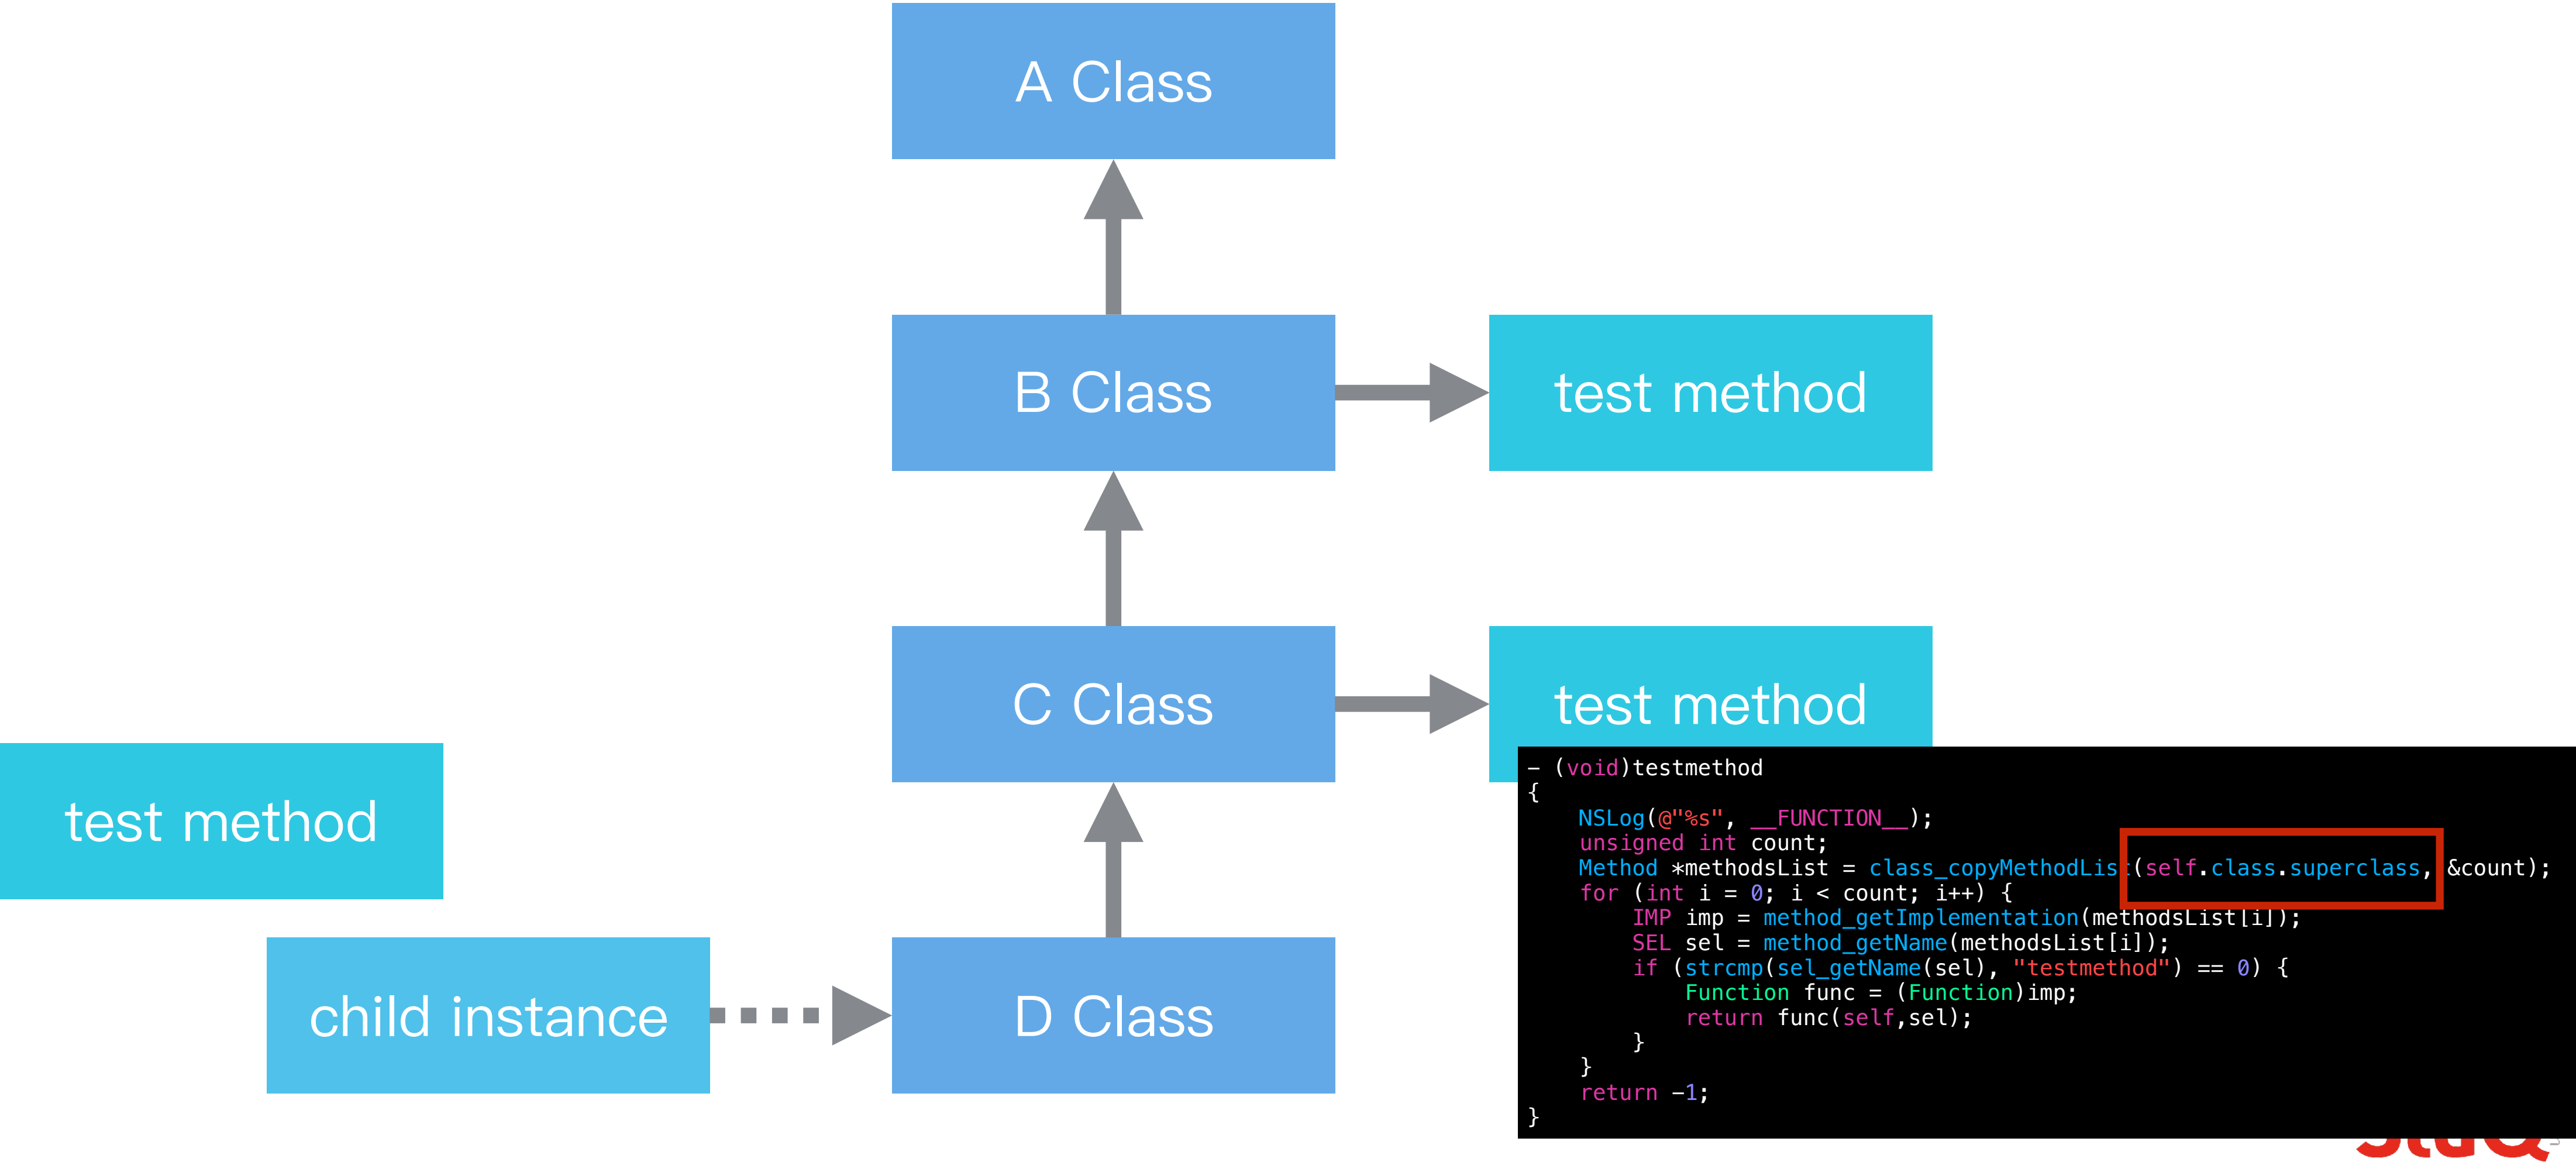 A Class
B Class
test method
C Class
test method
test method
child instance
D Class
- (void)testmethod
{
    NSLog(@"%s", __FUNCTION__);
    unsigned int count;
    Method *methodsList = class_copyMethodList(self.class.superclass, &count);
    for (int i = 0; i < count; i++) {
        IMP imp = method_getImplementation(methodsList[i]);
        SEL sel = method_getName(methodsList[i]);
        if (strcmp(sel_getName(sel), "testmethod") == 0) {
            Function func = (Function)imp;
            return func(self,sel);
        }
    }
    return -1;
}